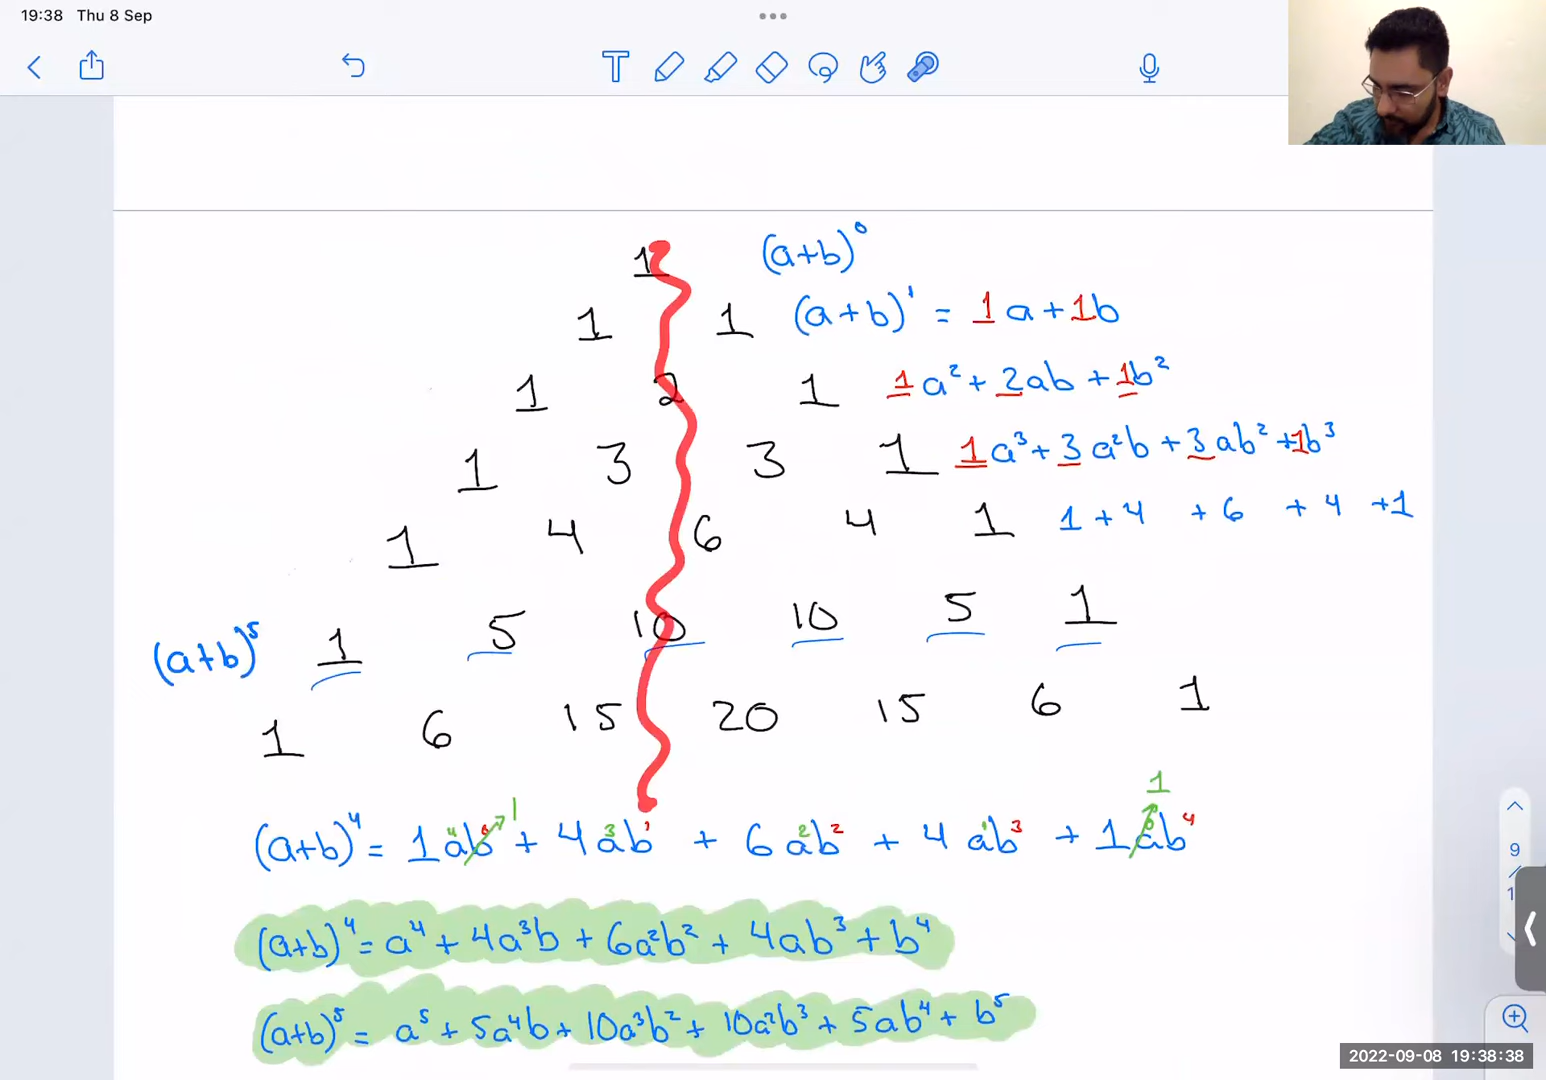 19:38 Thu 8 Sep
1 (a+b)⁰
1 1 (a+b)¹ = 1a+1b
1 2 1 1a²+2ab+1b²
1 3 3 1 1a³+3a²b+3ab²+1b³
1 4 6 4 1 1+4 +6 +4 +1
(a+b)⁵ 1 5 10 10 5 1
1 6 15 20 15 6 1
1 1
(a+b)⁴= 1a⁴b⁰ + 4a³b¹ + 6a²b² + 4a¹b³ + 1a⁰b⁴
(a+b)⁴= a⁴+4a³b+6a²b²+4ab³+b⁴
(a+b)⁵= a⁵+5a⁴b+10a³b²+10a²b³+5ab⁴+b⁵
9
2022-09-08 19:38:38